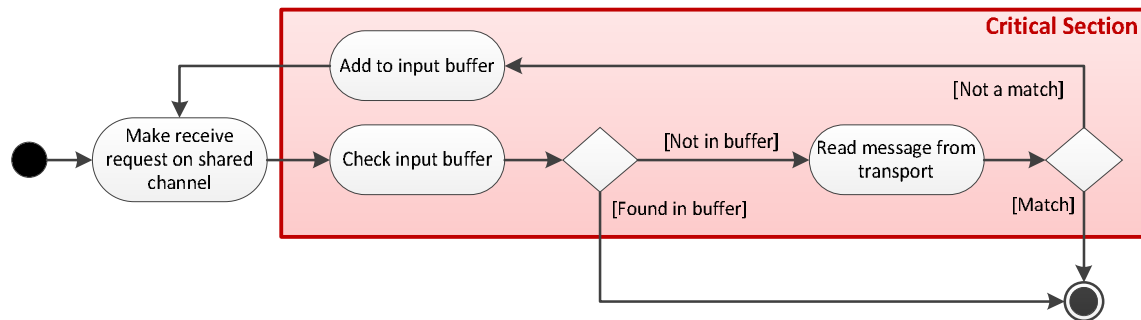 Critical Section
Add to input buffer
[Not a match]
Make receive
request on shared
channel
Check input buffer
[Not in buffer]
Read message from
transport
[Found in buffer]
[Match]